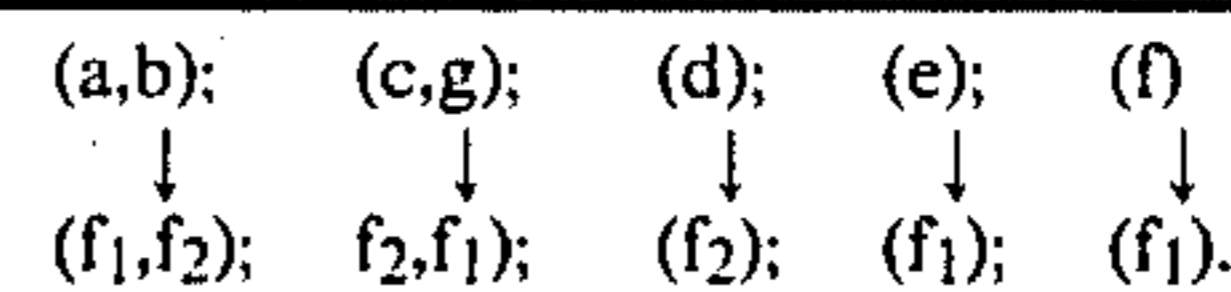 (a,b); (c,g); (d); (e); (f)
↓ ↓ ↓ ↓ ↓
(f1,f2); f2,f1); (f2); (f1); (f1).